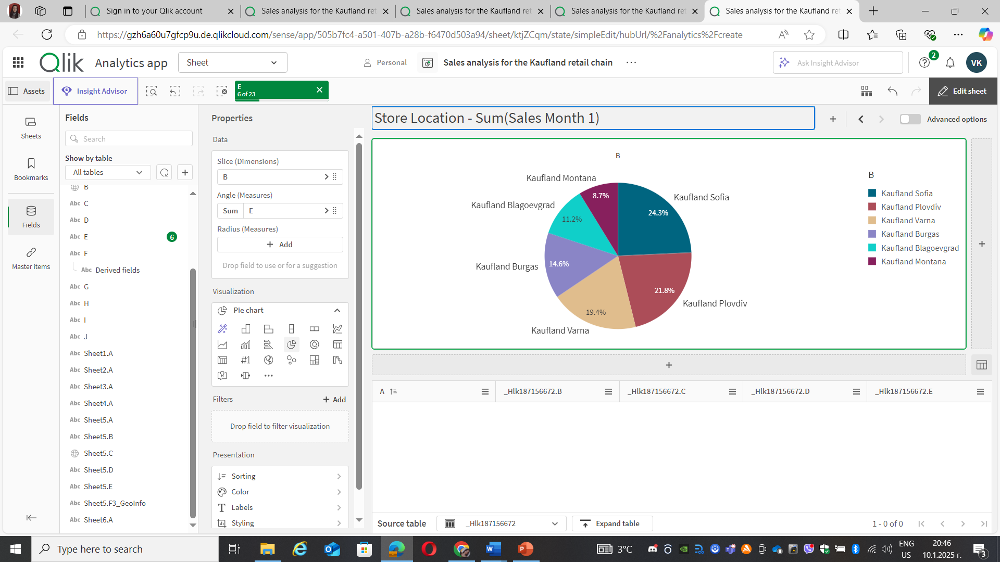 Sign in to your Qlik account
Sales analysis for the Kaufland ret
Sales analysis for the Kaufland ret
Sales analysis for the Kaufland ret
Sales analysis for the Kaufland ret
https://gzh6a60u7gfcp9u.de.qlikcloud.com/sense/app/505b7fc4-a501-407b-a28b-f6470d503a94/sheet/ktjZCqm/state/simpleEdit/hubUrl/%2Fanalytics%2Fcreate
Qlik
Analytics app
Sheet
Personal
Sales analysis for the Kaufland retail chain
Ask Insight Advisor
2
VK
Assets
Insight Advisor
E
6 of 23
Edit sheet
Sheets
Bookmarks
Fields
Master items
Fields
Search
Show by table
All tables
B
Abc C
Abc D
Abc E
6
Abc F
Abc Derived fields
Abc G
Abc H
Abc I
Abc J
Abc Sheet1.A
Abc Sheet2.A
Abc Sheet3.A
Abc Sheet4.A
Abc Sheet5.A
Abc Sheet5.B
Sheet5.C
Abc Sheet5.D
Abc Sheet5.E
Abc Sheet5.F3_GeoInfo
Abc Sheet6.A
Properties
Data
Slice (Dimensions)
B
Angle (Measures)
Sum E
Radius (Measures)
+ Add
Drop field to use or for a suggestion
Visualization
Pie chart
#1
Filters
+ Add
Drop field to filter visualization
Presentation
Sorting
Color
Labels
Styling
Store Location - Sum(Sales Month 1)
Advanced options
B
Kaufland Montana
8.7%
Kaufland Sofia
24.3%
Kaufland Blagoevgrad
11.2%
Kaufland Burgas
14.6%
21.8%
Kaufland Plovdiv
19.4%
Kaufland Varna
B
Kaufland Sofia
Kaufland Plovdiv
Kaufland Varna
Kaufland Burgas
Kaufland Blagoevgrad
Kaufland Montana
A
_Hlk187156672.B
_Hlk187156672.C
_Hlk187156672.D
_Hlk187156672.E
Source table
_Hlk187156672
Expand table
1 - 0 of 0
Type here to search
3°C
ENG
US
20:46
10.1.2025 г.
3